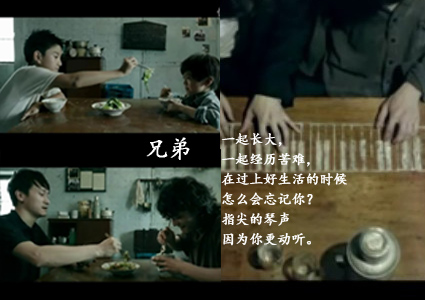 兄弟
一起长大，
一起经历苦难，
在过上好生活的时候
怎么会忘记你？
指尖的琴声
因为你更动听。